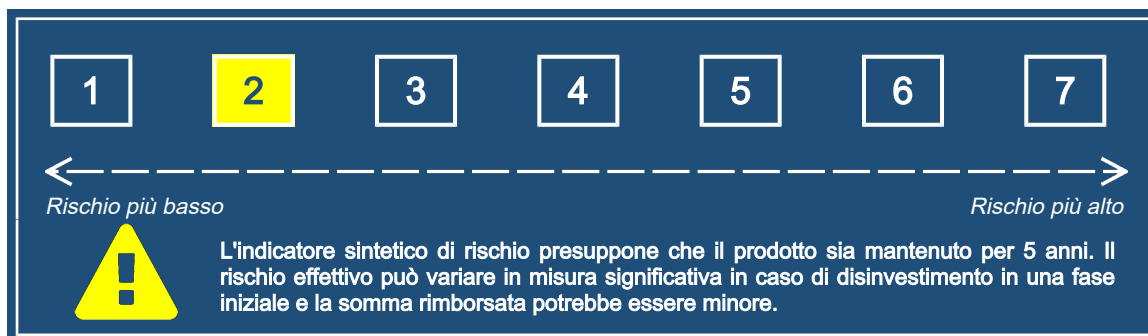 1 2 3 4 5 6 7
Rischio più basso Rischio più alto
!
L'indicatore sintetico di rischio presuppone che il prodotto sia mantenuto per 5 anni. Il
rischio effettivo può variare in misura significativa in caso di disinvestimento in una fase
iniziale e la somma rimborsata potrebbe essere minore.